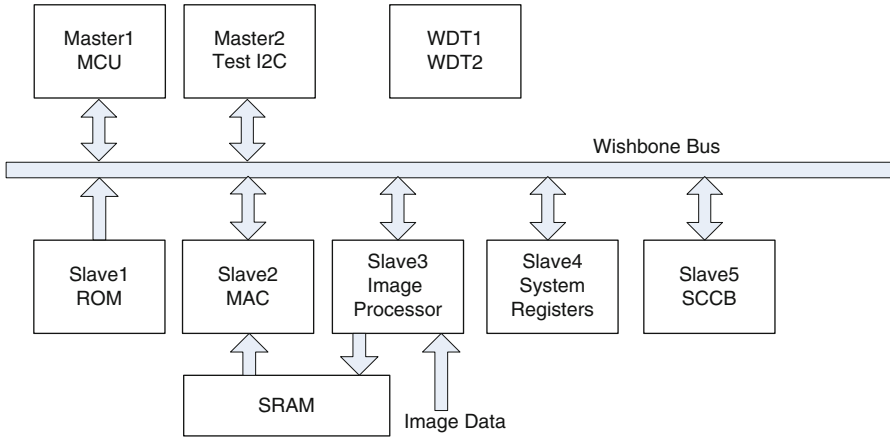 Master1
MCU
Master2
Test I2C
WDT1
WDT2
Wishbone Bus
Slave1
ROM
Slave2
MAC
Slave3
Image
Processor
Slave4
System
Registers
Slave5
SCCB
SRAM
Image Data